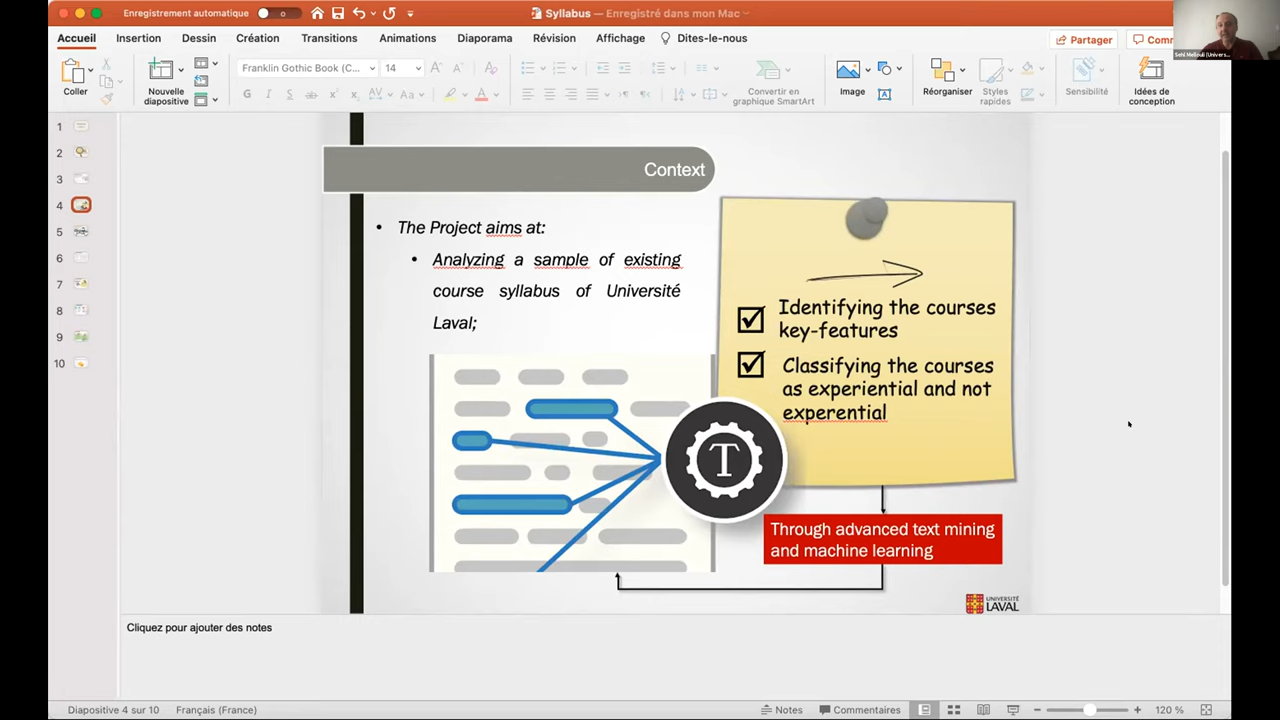 Enregistrement automatique
Syllabus — Enregistré dans mon Mac
Accueil Insertion Dessin Création Transitions Animations Diaporama Révision Affichage Dites-le-nous
Partager
Comm
Sehl Mellouli (Univers...
Coller
Nouvelle
diapositive
Franklin Gothic Book (C... 14
G I S
Convertir en
graphique SmartArt
Image
Réorganiser
Styles
rapides
Sensibilité
Idées de
conception
1
2
3
4
5
6
7
8
9
10
Context
• The Project aims at:
• Analyzing a sample of existing
course syllabus of Université
Laval;
T
Identifying the courses
key-features
Classifying the courses
as experiential and not
experential
Through advanced text mining
and machine learning
UNIVERSITÉ
LAVAL
Cliquez pour ajouter des notes
Diapositive 4 sur 10 Français (France) Notes Commentaires 120 %